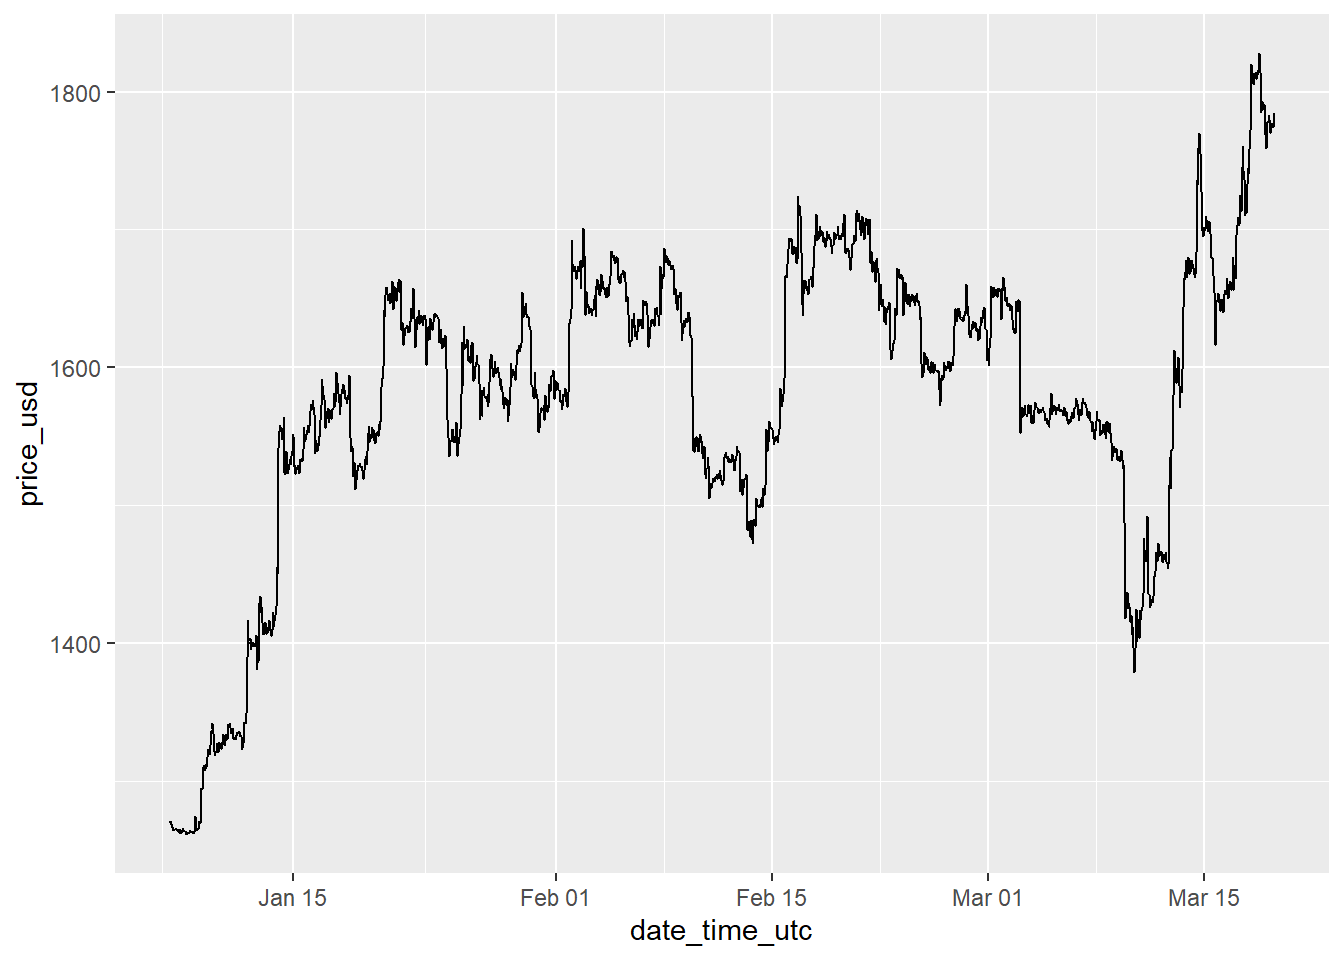 1800
1600
1400
price_usd
Jan 15
Feb 01
Feb 15
Mar 01
Mar 15
date_time_utc